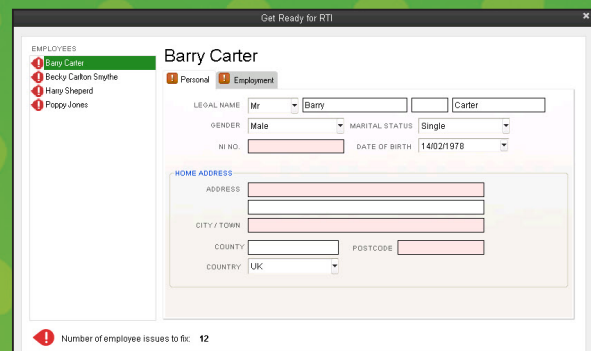 Get Ready for RTI
EMPLOYEES
Barry Carter
Becky Carlton Smythe
Harry Sheperd
Poppy Jones
Barry Carter
Personal Employment
LEGAL NAME Mr Barry Carter
GENDER Male MARITAL STATUS Single
NI NO. DATE OF BIRTH 14/02/1978
HOME ADDRESS
ADDRESS
CITY / TOWN
COUNTY POSTCODE
COUNTRY UK
Number of employee issues to fix: 12